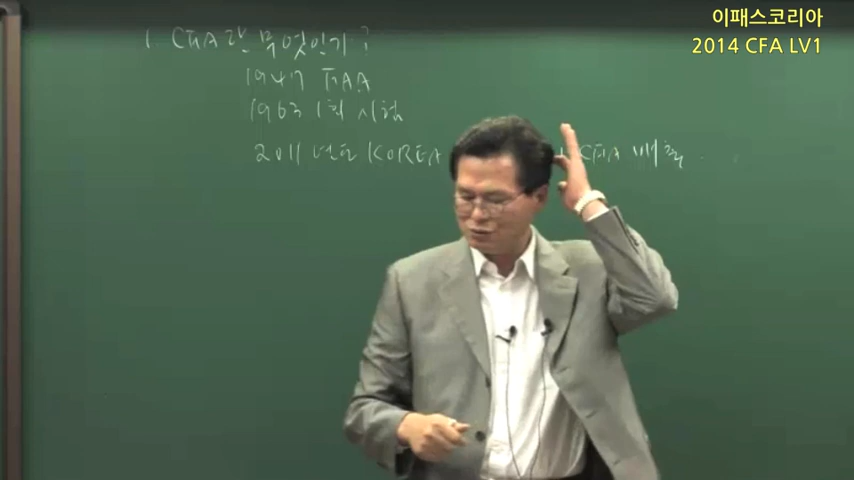 이패스코리아
2014 CFA LV1
1. CFA란 무엇인가?
1947 FAA
1963 1회 시험
2011 년도 KOREA CFA 배출